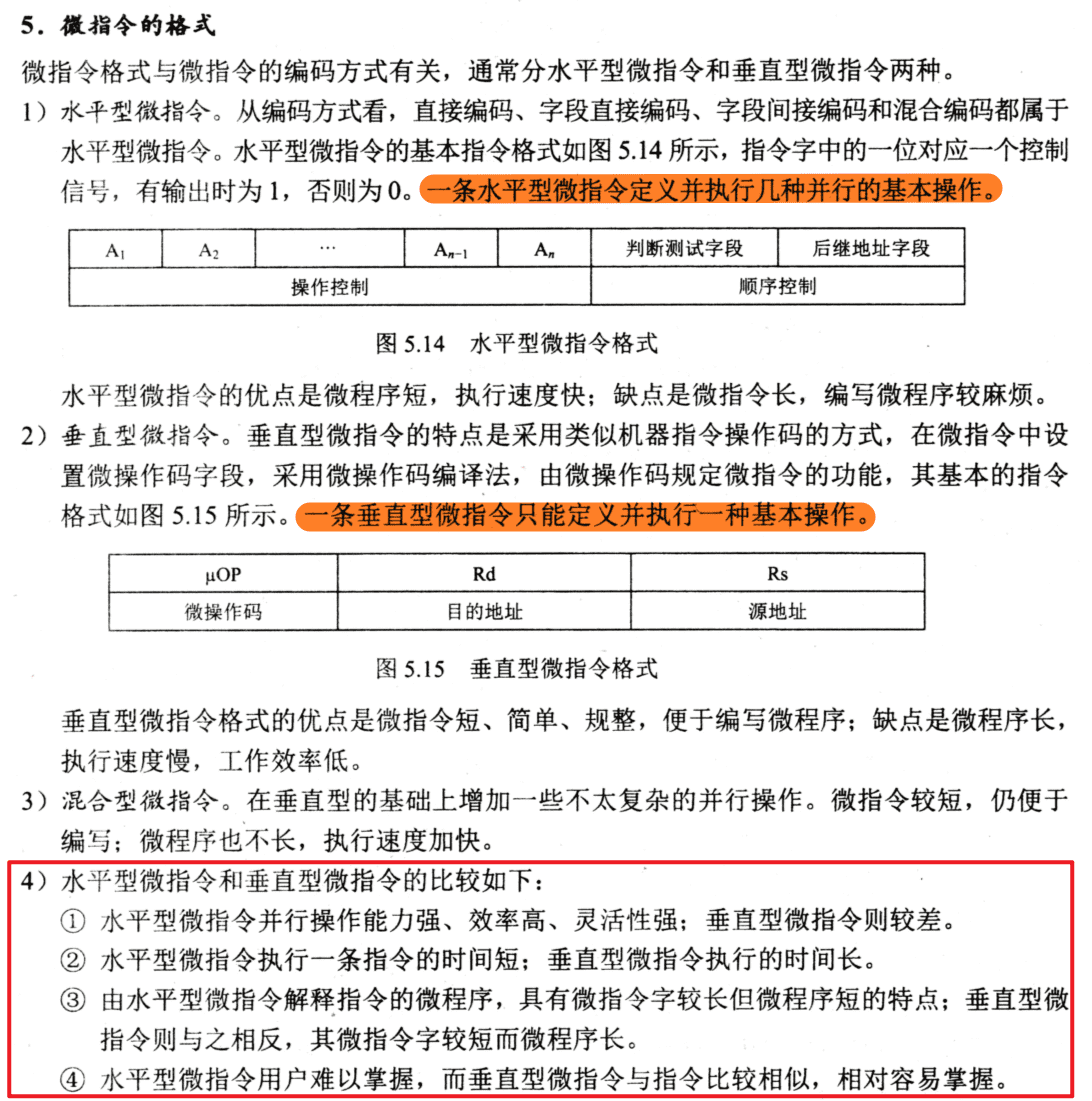 5．微指令的格式
微指令格式与微指令的编码方式有关，通常分水平型微指令和垂直型微指令两种。
1）水平型微指令。从编码方式看，直接编码、字段直接编码、字段间接编码和混合编码都属于
水平型微指令。水平型微指令的基本指令格式如图 5.14 所示，指令字中的一位对应一个控制
信号，有输出时为 1，否则为 0。一条水平型微指令定义并执行几种并行的基本操作。
A₁ A₂ … Aₙ₋₁ Aₙ 判断测试字段 后继地址字段
操作控制 顺序控制
图 5.14 水平型微指令格式
水平型微指令的优点是微程序短，执行速度快；缺点是微指令长，编写微程序较麻烦。
2）垂直型微指令。垂直型微指令的特点是采用类似机器指令操作码的方式，在微指令中设
置微操作码字段，采用微操作码编译法，由微操作码规定微指令的功能，其基本的指令
格式如图 5.15 所示。一条垂直型微指令只能定义并执行一种基本操作。
μOP Rd Rs
微操作码 目的地址 源地址
图 5.15 垂直型微指令格式
垂直型微指令格式的优点是微指令短、简单、规整，便于编写微程序；缺点是微程序长，
执行速度慢，工作效率低。
3）混合型微指令。在垂直型的基础上增加一些不太复杂的并行操作。微指令较短，仍便于
编写；微程序也不长，执行速度加快。
4）水平型微指令和垂直型微指令的比较如下：
① 水平型微指令并行操作能力强、效率高、灵活性强；垂直型微指令则较差。
② 水平型微指令执行一条指令的时间短；垂直型微指令执行的时间长。
③ 由水平型微指令解释指令的微程序，具有微指令字较长但微程序短的特点；垂直型微
指令则与之相反，其微指令字较短而微程序长。
④ 水平型微指令用户难以掌握，而垂直型微指令与指令比较相似，相对容易掌握。